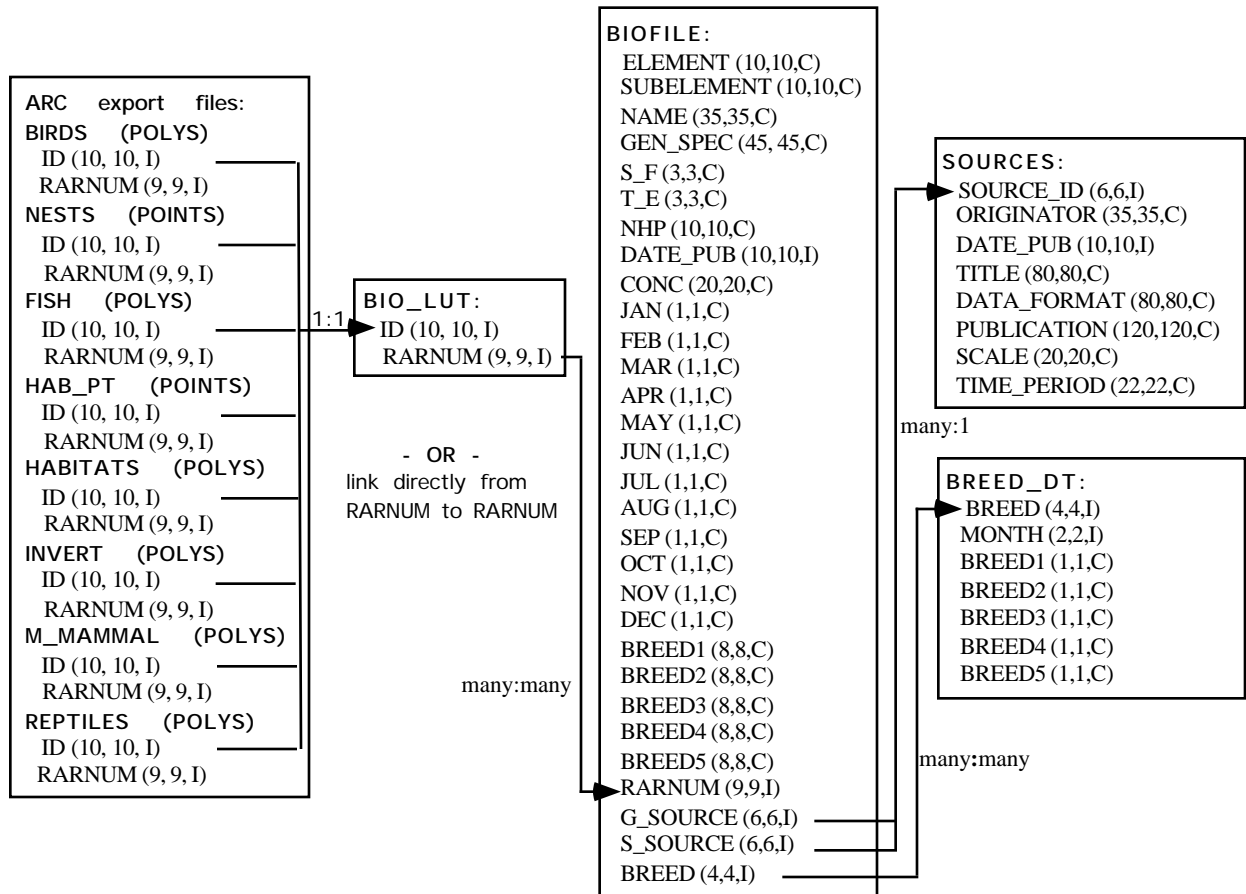 ARC export files:
BIRDS (POLYS)
ID (10, 10, I)
RARNUM (9, 9, I)
NESTS (POINTS)
ID (10, 10, I)
RARNUM (9, 9, I)
FISH (POLYS)
ID (10, 10, I)
RARNUM (9, 9, I)
HAB_PT (POINTS)
ID (10, 10, I)
RARNUM (9, 9, I)
HABITATS (POLYS)
ID (10, 10, I)
RARNUM (9, 9, I)
INVERT (POLYS)
ID (10, 10, I)
RARNUM (9, 9, I)
M_MAMMAL (POLYS)
ID (10, 10, I)
RARNUM (9, 9, I)
REPTILES (POLYS)
ID (10, 10, I)
RARNUM (9, 9, I)
1:1
BIO_LUT:
ID (10, 10, I)
RARNUM (9, 9, I)
- OR -
link directly from
RARNUM to RARNUM
many:many
BIOFILE:
ELEMENT (10,10,C)
SUBELEMENT (10,10,C)
NAME (35,35,C)
GEN_SPEC (45, 45,C)
S_F (3,3,C)
T_E (3,3,C)
NHP (10,10,C)
DATE_PUB (10,10,I)
CONC (20,20,C)
JAN (1,1,C)
FEB (1,1,C)
MAR (1,1,C)
APR (1,1,C)
MAY (1,1,C)
JUN (1,1,C)
JUL (1,1,C)
AUG (1,1,C)
SEP (1,1,C)
OCT (1,1,C)
NOV (1,1,C)
DEC (1,1,C)
BREED1 (8,8,C)
BREED2 (8,8,C)
BREED3 (8,8,C)
BREED4 (8,8,C)
BREED5 (8,8,C)
RARNUM (9,9,I)
G_SOURCE (6,6,I)
S_SOURCE (6,6,I)
BREED (4,4,I)
SOURCES:
SOURCE_ID (6,6,I)
ORIGINATOR (35,35,C)
DATE_PUB (10,10,I)
TITLE (80,80,C)
DATA_FORMAT (80,80,C)
PUBLICATION (120,120,C)
SCALE (20,20,C)
TIME_PERIOD (22,22,C)
many:1
BREED_DT:
BREED (4,4,I)
MONTH (2,2,I)
BREED1 (1,1,C)
BREED2 (1,1,C)
BREED3 (1,1,C)
BREED4 (1,1,C)
BREED5 (1,1,C)
many:many